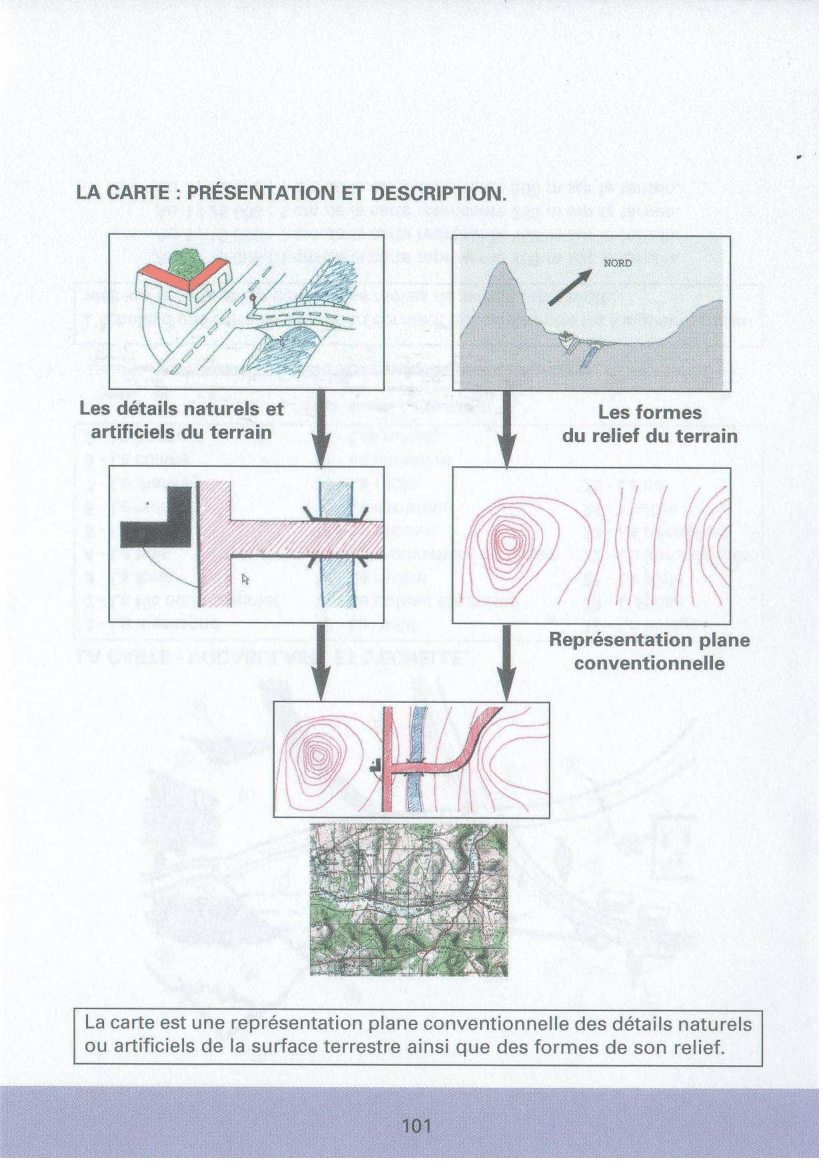 LA CARTE : PRÉSENTATION ET DESCRIPTION.
NORD
Les détails naturels et
artificiels du terrain
Les formes
du relief du terrain
Représentation plane
conventionnelle
La carte est une représentation plane conventionnelle des détails naturels
ou artificiels de la surface terrestre ainsi que des formes de son relief.
101